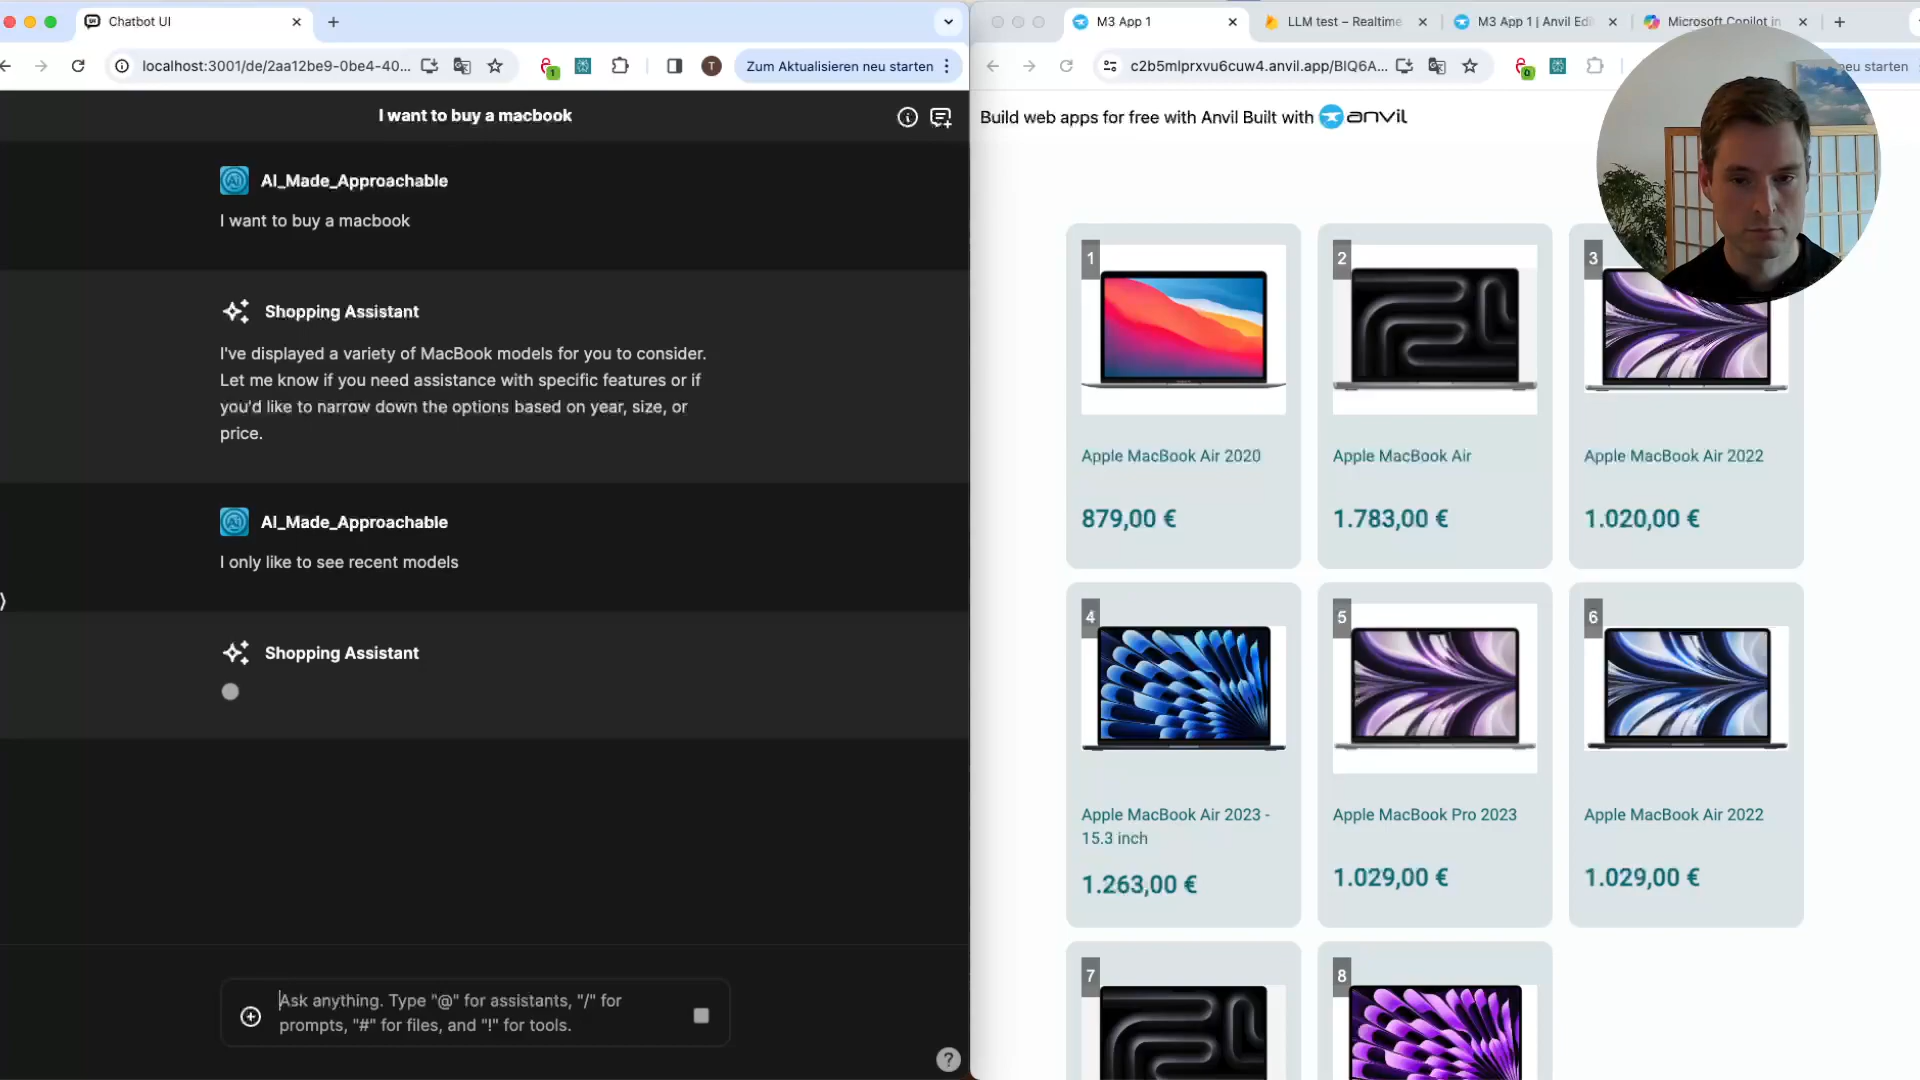 Chatbot UI
localhost:3001/de/2aa12be9-0be4-40...
1
T
Zum Aktualisieren neu starten
I want to buy a macbook
AI_Made_Approachable
I want to buy a macbook
Shopping Assistant
I've displayed a variety of MacBook models for you to consider.
Let me know if you need assistance with specific features or if
you'd like to narrow down the options based on year, size, or
price.
AI_Made_Approachable
I only like to see recent models
Shopping Assistant
Ask anything. Type "@" for assistants, "/" for
prompts, "#" for files, and "!" for tools.
?
M3 App 1
LLM test – Realtime
M3 App 1 | Anvil Edi
Microsoft Copilot in
c2b5mlprxvu6cuw4.anvil.app/BIQ6A...
0
neu starten
Build web apps for free with Anvil Built with anvil
1
Apple MacBook Air 2020
879,00 €
2
Apple MacBook Air
1.783,00 €
3
Apple MacBook Air 2022
1.020,00 €
4
Apple MacBook Air 2023 -
15.3 inch
1.263,00 €
5
Apple MacBook Pro 2023
1.029,00 €
6
Apple MacBook Air 2022
1.029,00 €
7
8